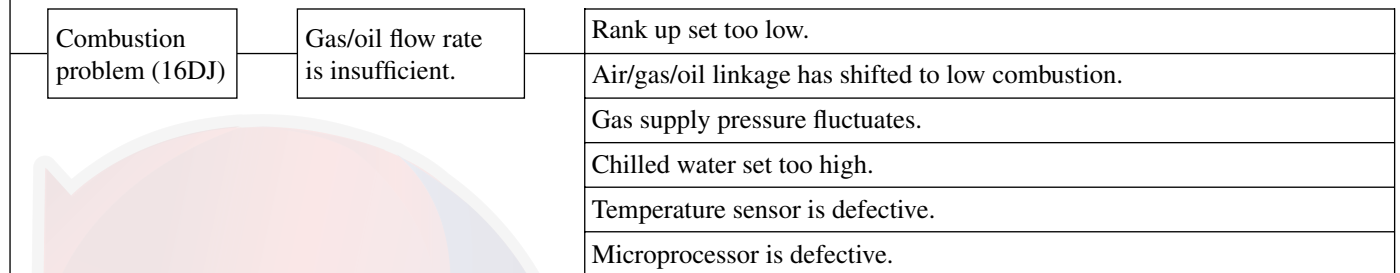 Combustion
problem (16DJ)
Gas/oil flow rate
is insufficient.
Rank up set too low.
Air/gas/oil linkage has shifted to low combustion.
Gas supply pressure fluctuates.
Chilled water set too high.
Temperature sensor is defective.
Microprocessor is defective.